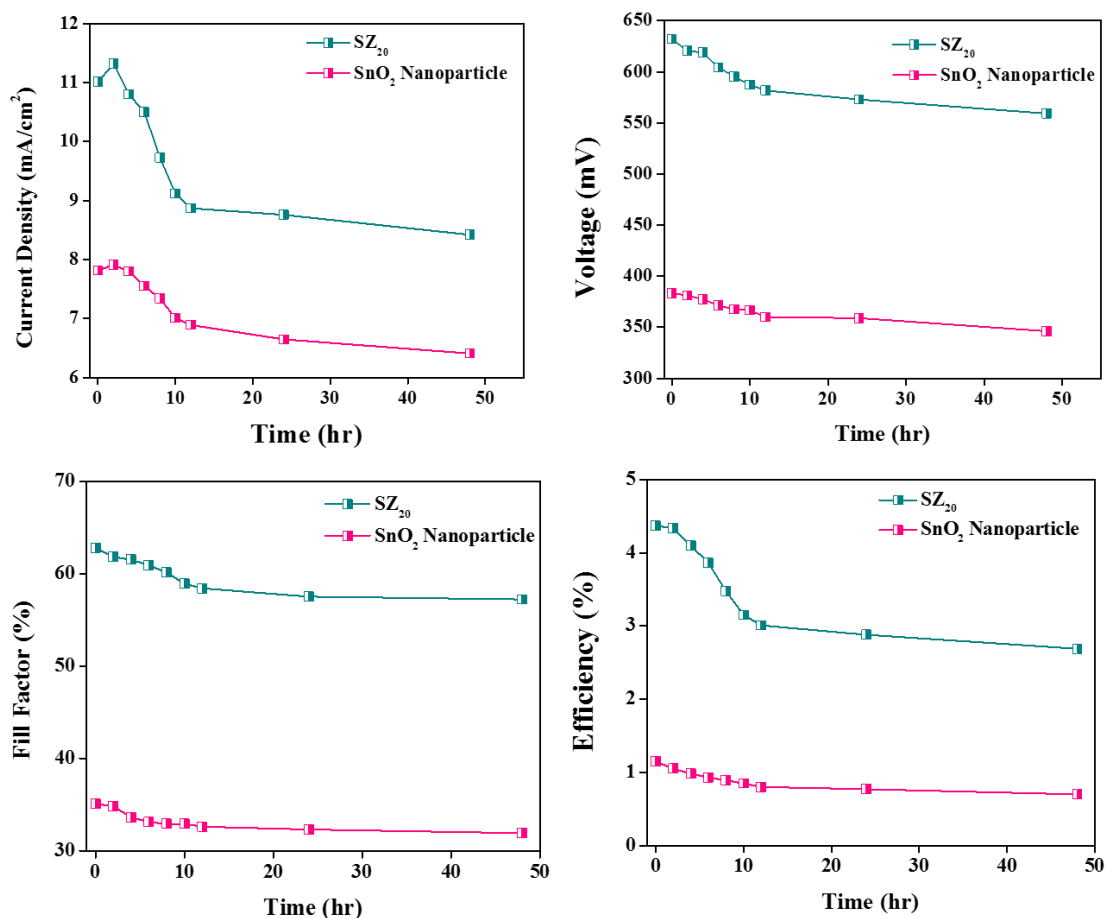 12
11
10
9
8
7
6
0 10 20 30 40 50
Current Density (mA/cm²)
Time (hr)
SZ₂₀
SnO₂ Nanoparticle
650
600
550
500
450
400
350
300
0 10 20 30 40 50
Voltage (mV)
Time (hr)
SZ₂₀
SnO₂ Nanoparticle
70
60
50
40
30
0 10 20 30 40 50
Fill Factor (%)
Time (hr)
SZ₂₀
SnO₂ Nanoparticle
5
4
3
2
1
0
0 10 20 30 40 50
Efficiency (%)
Time (hr)
SZ₂₀
SnO₂ Nanoparticle